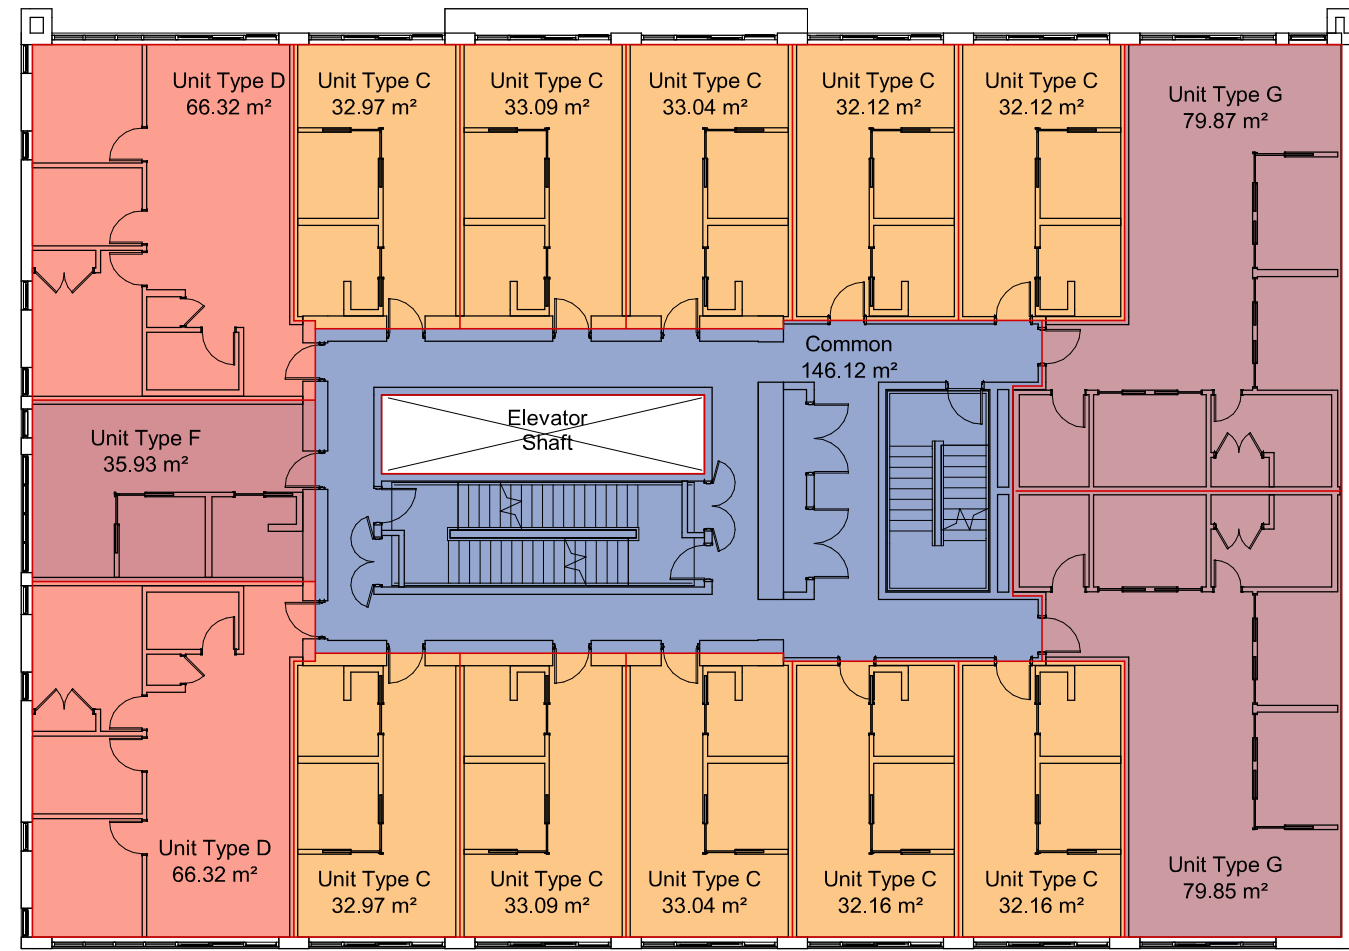 Unit Type D
66.32 m²
Unit Type C
32.97 m²
Unit Type C
33.09 m²
Unit Type C
33.04 m²
Unit Type C
32.12 m²
Unit Type C
32.12 m²
Unit Type G
79.87 m²
Common
146.12 m²
Elevator
Shaft
Unit Type F
35.93 m²
Unit Type D
66.32 m²
Unit Type C
32.97 m²
Unit Type C
33.09 m²
Unit Type C
33.04 m²
Unit Type C
32.16 m²
Unit Type C
32.16 m²
Unit Type G
79.85 m²